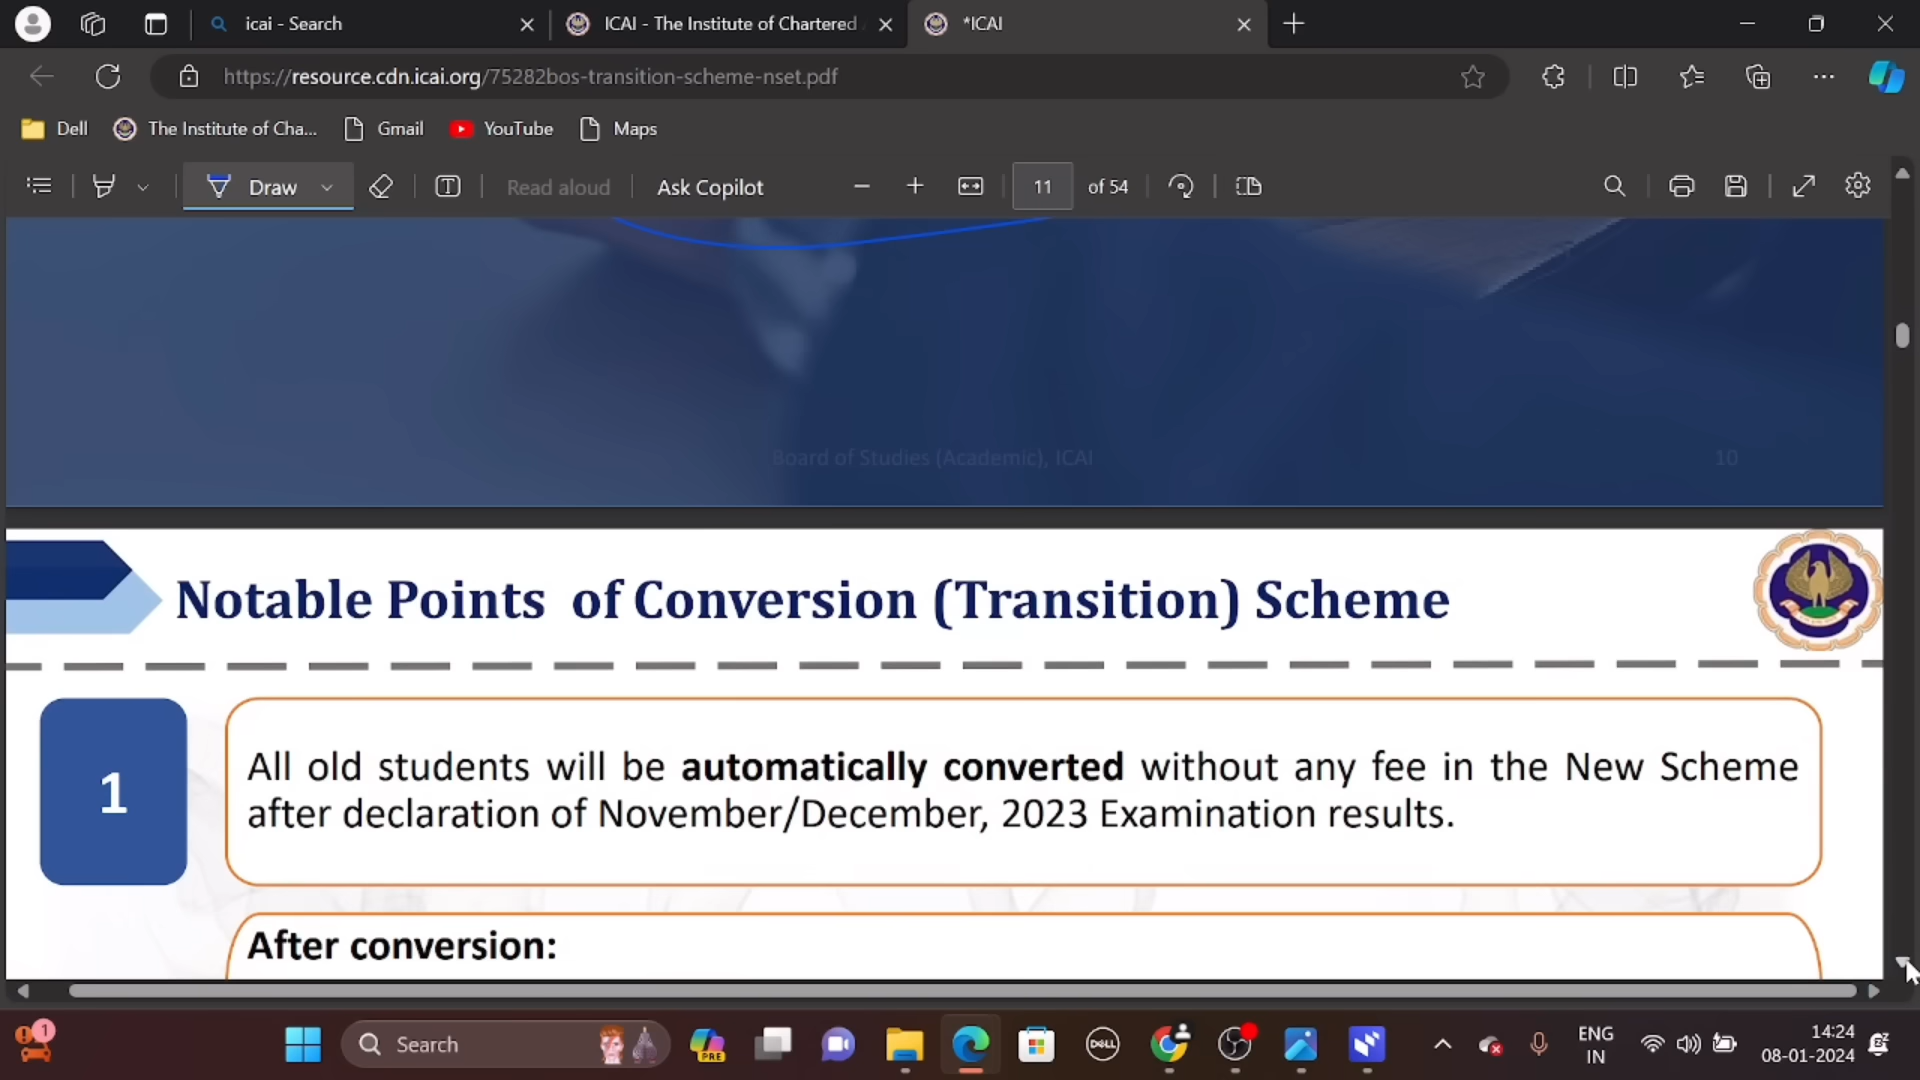 icai - Search
ICAI - The Institute of Chartered
*ICAI
https://resource.cdn.icai.org/75282bos-transition-scheme-nset.pdf
Dell
The Institute of Cha...
Gmail
YouTube
Maps
Draw
Read aloud
Ask Copilot
11 of 54
Board of Studies (Academic), ICAI
10
Notable Points of Conversion (Transition) Scheme
1
All old students will be automatically converted without any fee in the New Scheme
after declaration of November/December, 2023 Examination results.
After conversion:
1
Search
PRE
DELL
ENG
IN
14:24
08-01-2024